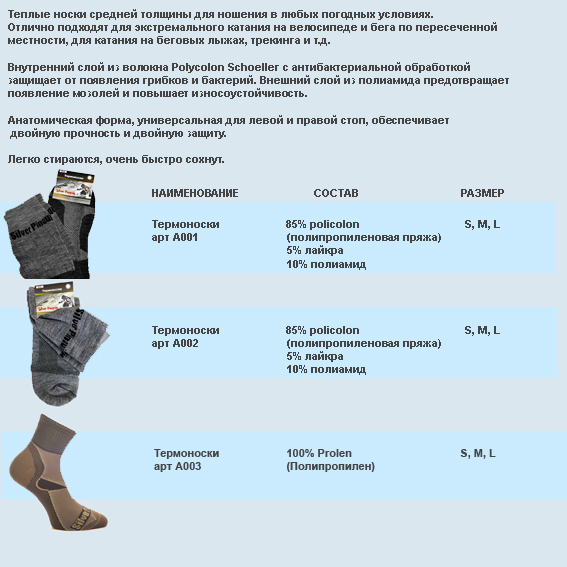 Теплые носки средней толщины для ношения в любых погодных условиях.
Отлично подходят для экстремального катания на велосипеде и бега по пересеченной
местности, для катания на беговых лыжах, трекинга и т.д.
Внутренний слой из волокна Polycolon Schoeller с антибактериальной обработкой
защищает от появления грибков и бактерий. Внешний слой из полиамида предотвращает
появление мозолей и повышает износоустойчивость.
Анатомическая форма, универсальная для левой и правой стоп, обеспечивает
двойную прочность и двойную защиту.
Легко стираются, очень быстро сохнут.
НАИМЕНОВАНИЕ СОСТАВ РАЗМЕР
Термоноски 85% policolon S, M, L
арт А001 (полипропиленовая пряжа)
5% лайкра
10% полиамид
Термоноски 85% policolon S, M, L
арт А002 (полипропиленовая пряжа)
5% лайкра
10% полиамид
Термоноски 100% Prolen S, M, L
арт А003 (Полипропилен)